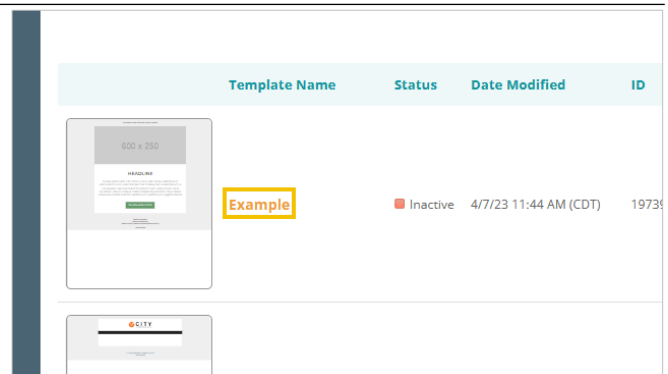 Template Name Status Date Modified ID
600 x 250
HEADLINE
Example Inactive 4/7/23 11:44 AM (CDT) 19739
CITY